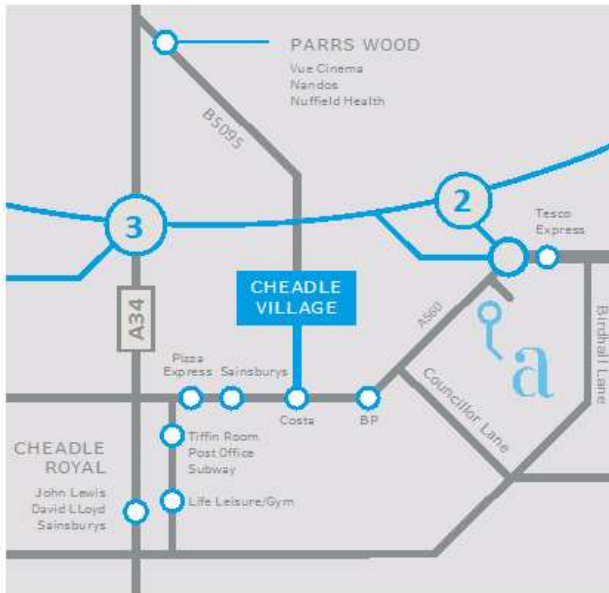 PARRS WOOD
Vue Cinema
Nandos
Nuffield Health
B5095
3
2
Tesco
Express
CHEADLE
VILLAGE
A34
A560
Birdhall Lane
a
Pizza
Express
Sainsburys
Costa
BP
Councillor Lane
CHEADLE
ROYAL
John Lewis
David LLoyd
Sainsburys
Tiffin Room
Post Office
Subway
Life Leisure/Gym